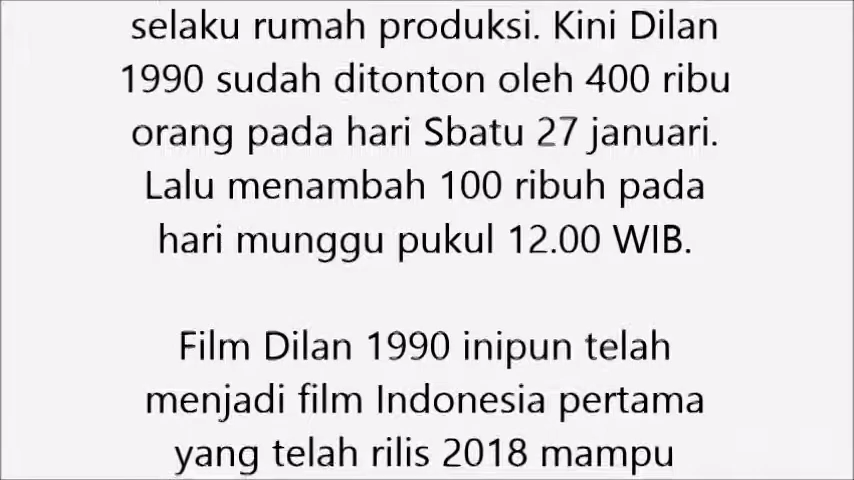 selaku rumah produksi. Kini Dilan
1990 sudah ditonton oleh 400 ribu
orang pada hari Sbatu 27 januari.
Lalu menambah 100 ribuh pada
hari munggu pukul 12.00 WIB.
Film Dilan 1990 inipun telah
menjadi film Indonesia pertama
yang telah rilis 2018 mampu